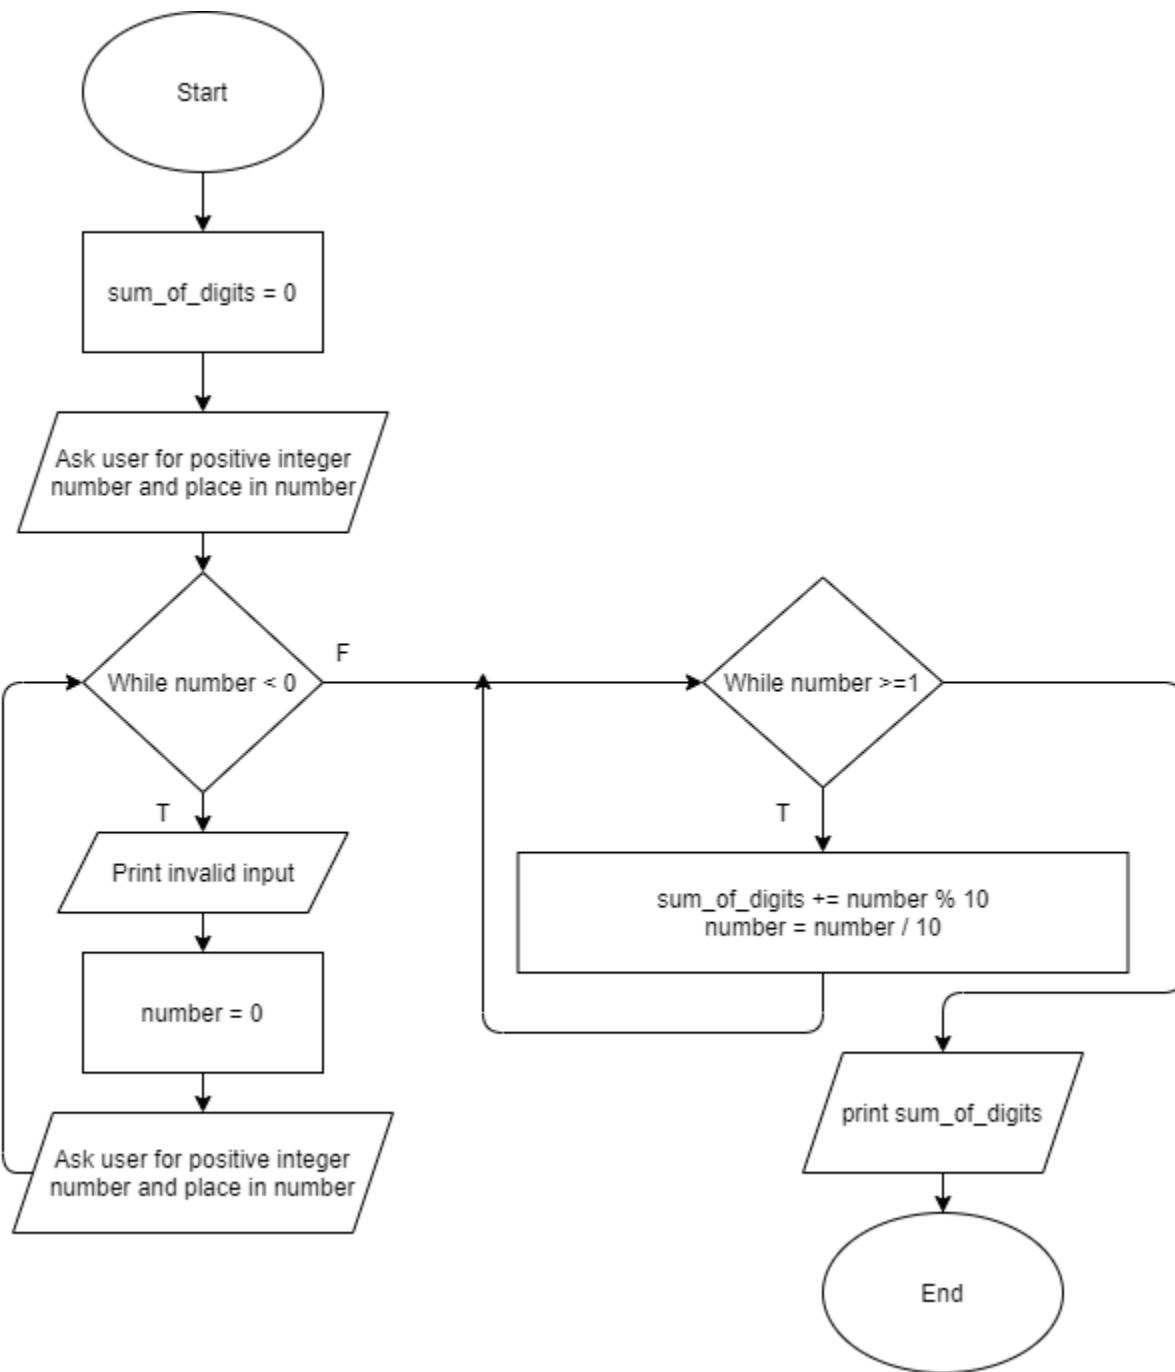 Start
sum_of_digits = 0
Ask user for positive integer
number and place in number
While number < 0
F
T
Print invalid input
number = 0
Ask user for positive integer
number and place in number
While number >=1
T
sum_of_digits += number % 10
number = number / 10
print sum_of_digits
End